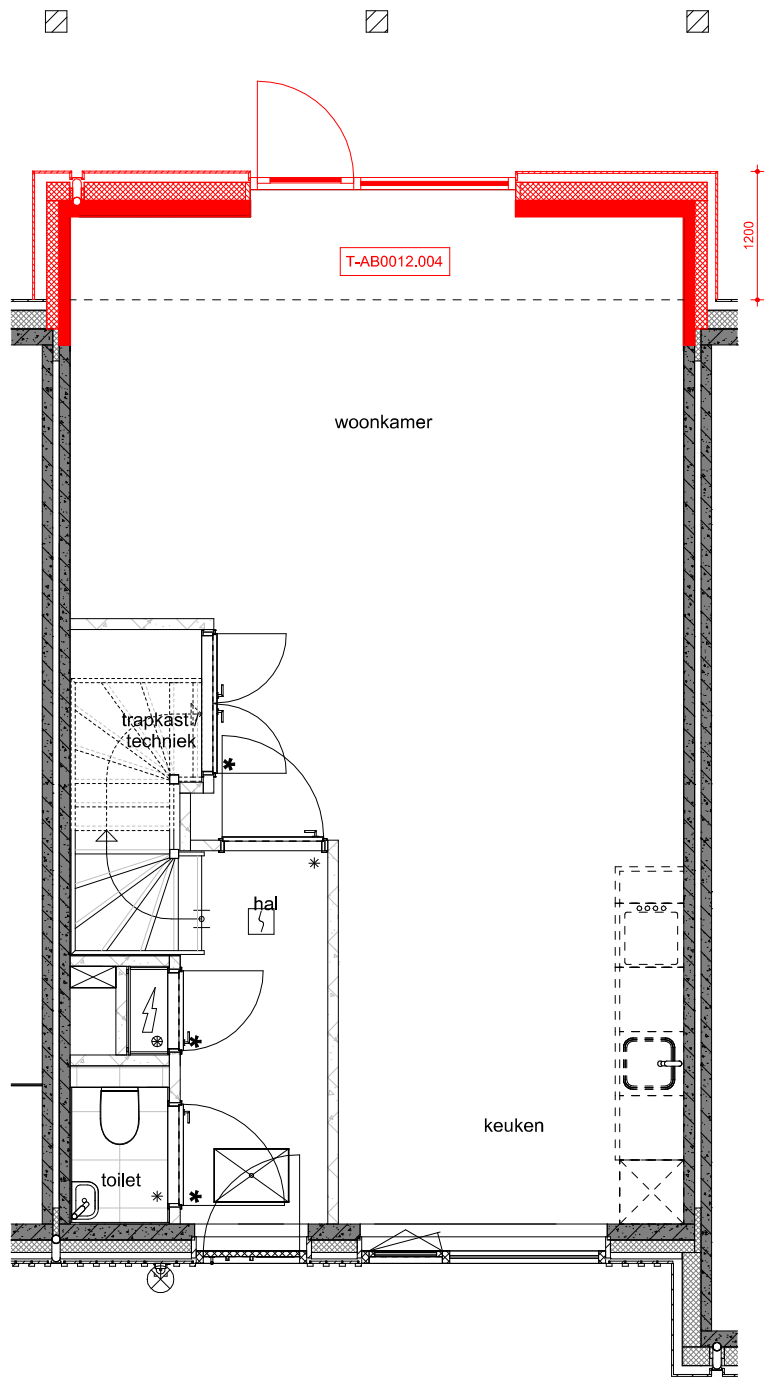 T-AB0012.004
1200
woonkamer
trapkast /
techniek
hal
keuken
toilet